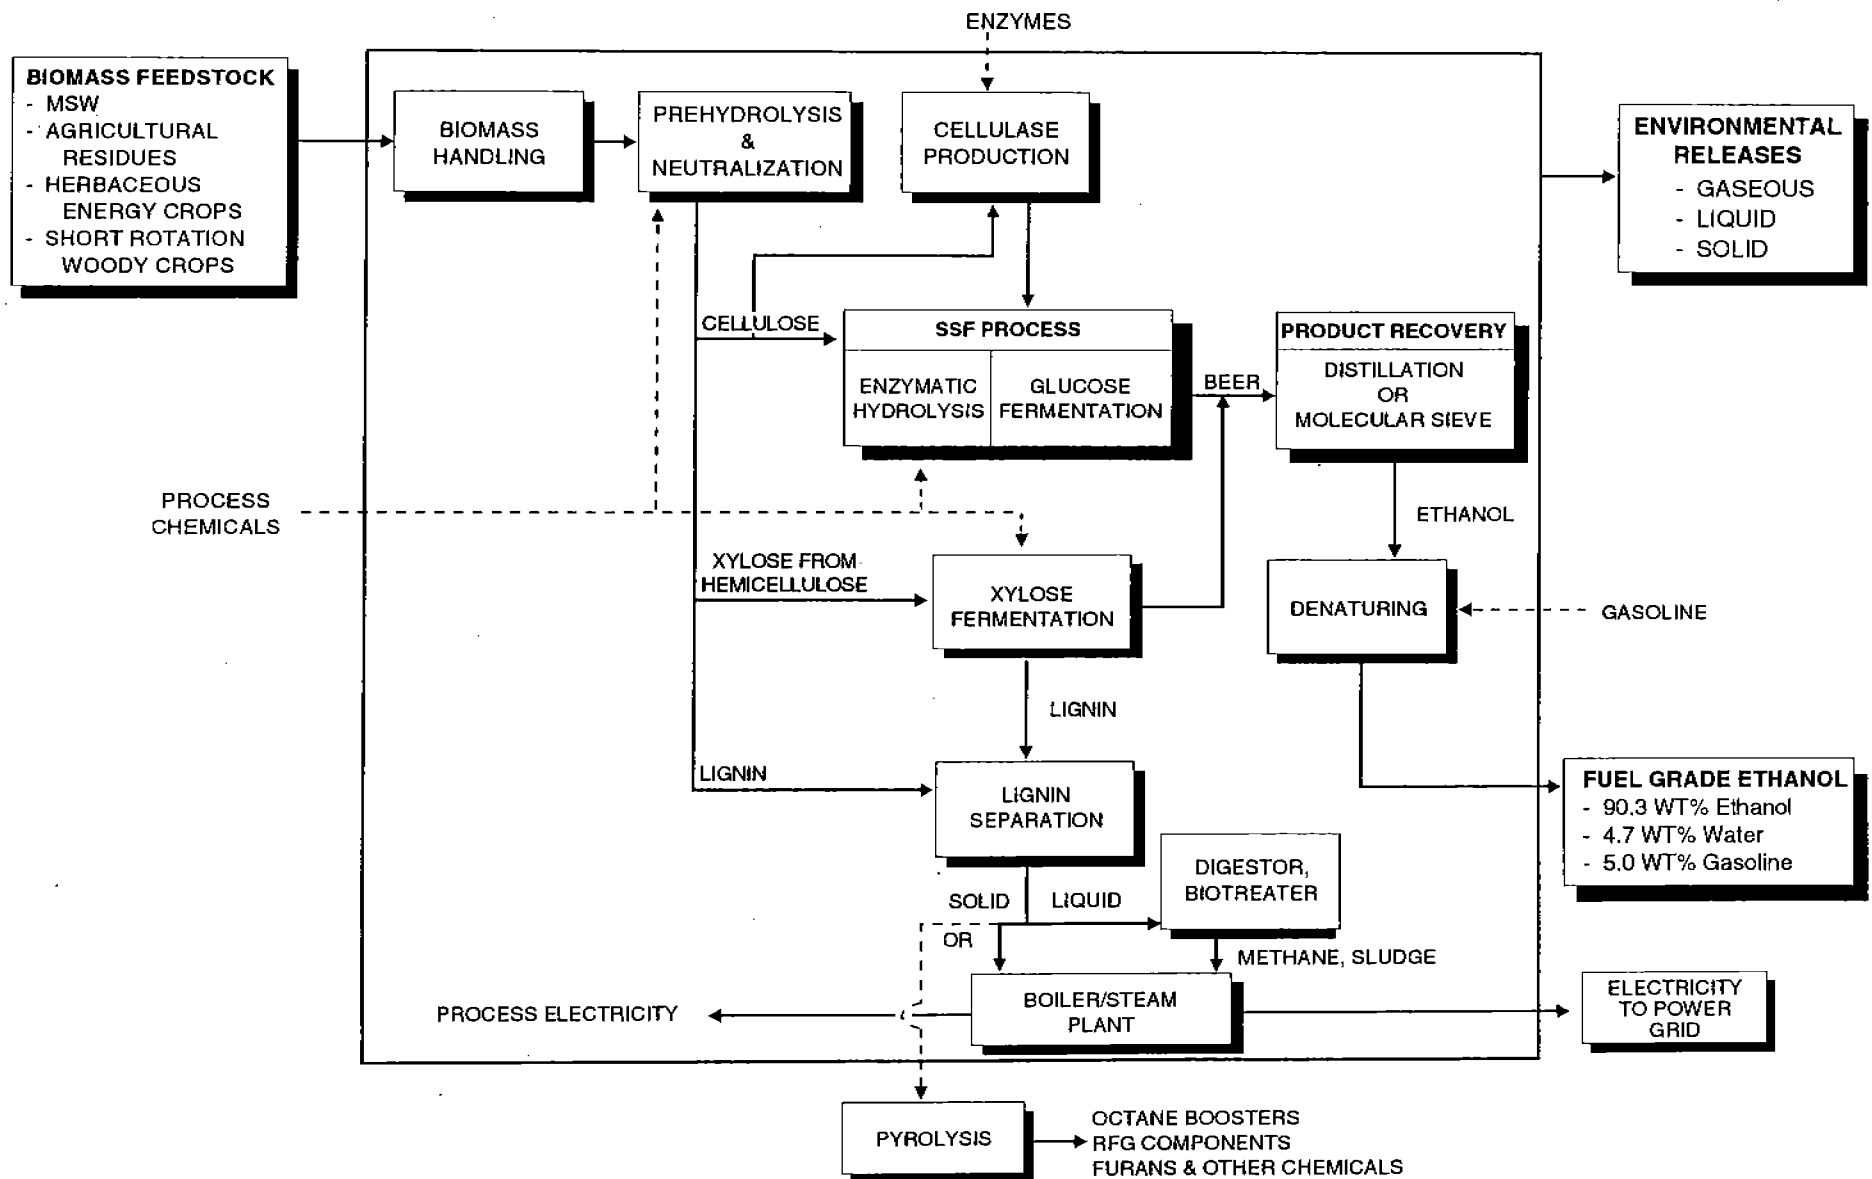 ENZYMES
BIOMASS FEEDSTOCK
- MSW
- AGRICULTURAL
RESIDUES
- HERBACEOUS
ENERGY CROPS
- SHORT ROTATION
WOODY CROPS
BIOMASS
HANDLING
PREHYDROLYSIS
&
NEUTRALIZATION
CELLULASE
PRODUCTION
ENVIRONMENTAL
RELEASES
- GASEOUS
- LIQUID
- SOLID
CELLULOSE
SSF PROCESS
ENZYMATIC
HYDROLYSIS
GLUCOSE
FERMENTATION
BEER
PRODUCT RECOVERY
DISTILLATION
OR
MOLECULAR SIEVE
PROCESS
CHEMICALS
ETHANOL
XYLOSE FROM
HEMICELLULOSE
XYLOSE
FERMENTATION
DENATURING
GASOLINE
LIGNIN
LIGNIN
LIGNIN
SEPARATION
FUEL GRADE ETHANOL
- 90.3 WT% Ethanol
- 4.7 WT% Water
- 5.0 WT% Gasoline
SOLID
LIQUID
OR
DIGESTOR,
BIOTREATER
METHANE, SLUDGE
PROCESS ELECTRICITY
BOILER/STEAM
PLANT
ELECTRICITY
TO POWER
GRID
PYROLYSIS
OCTANE BOOSTERS
RFG COMPONENTS
FURANS & OTHER CHEMICALS